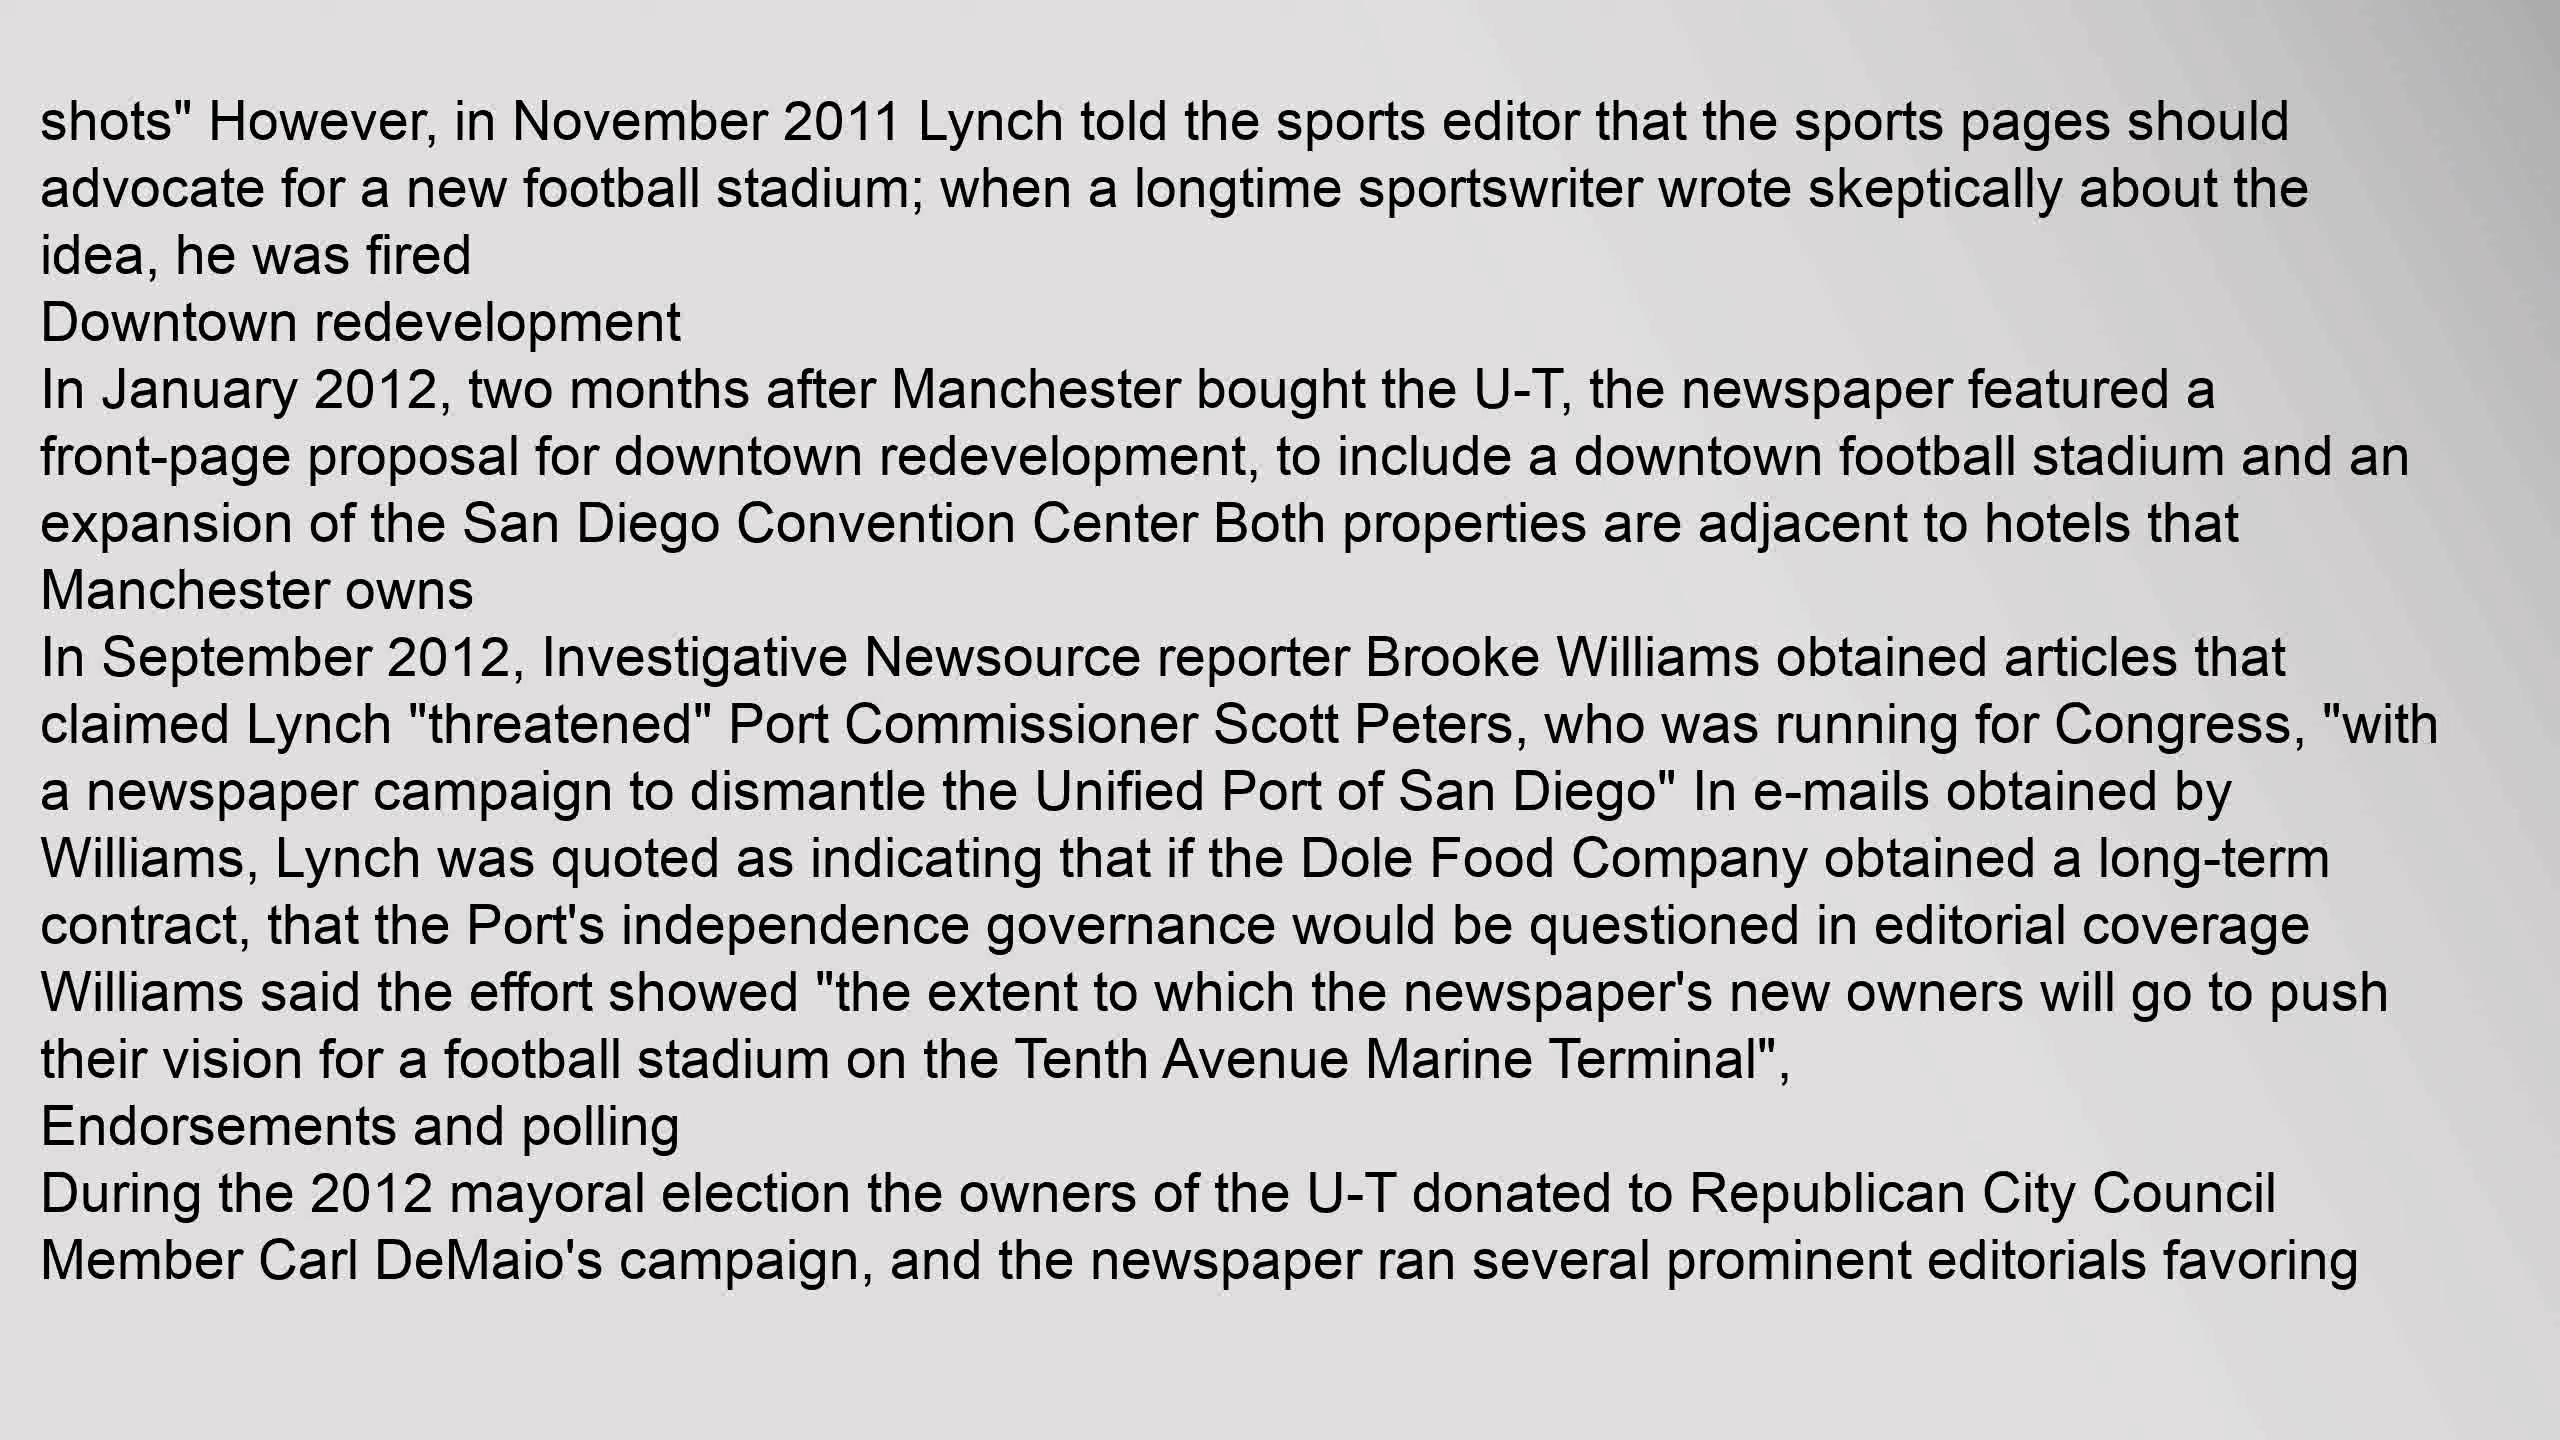 shots" However, in November 2011 Lynch told the sports editor that the sports pages should
advocate for a new football stadium; when a longtime sportswriter wrote skeptically about the
idea, he was fired
Downtown redevelopment
In January 2012, two months after Manchester bought the U-T, the newspaper featured a
front-page proposal for downtown redevelopment, to include a downtown football stadium and an
expansion of the San Diego Convention Center Both properties are adjacent to hotels that
Manchester owns
In September 2012, Investigative Newsource reporter Brooke Williams obtained articles that
claimed Lynch "threatened" Port Commissioner Scott Peters, who was running for Congress, "with
a newspaper campaign to dismantle the Unified Port of San Diego" In e-mails obtained by
Williams, Lynch was quoted as indicating that if the Dole Food Company obtained a long-term
contract, that the Port's independence governance would be questioned in editorial coverage
Williams said the effort showed "the extent to which the newspaper's new owners will go to push
their vision for a football stadium on the Tenth Avenue Marine Terminal",
Endorsements and polling
During the 2012 mayoral election the owners of the U-T donated to Republican City Council
Member Carl DeMaio's campaign, and the newspaper ran several prominent editorials favoring